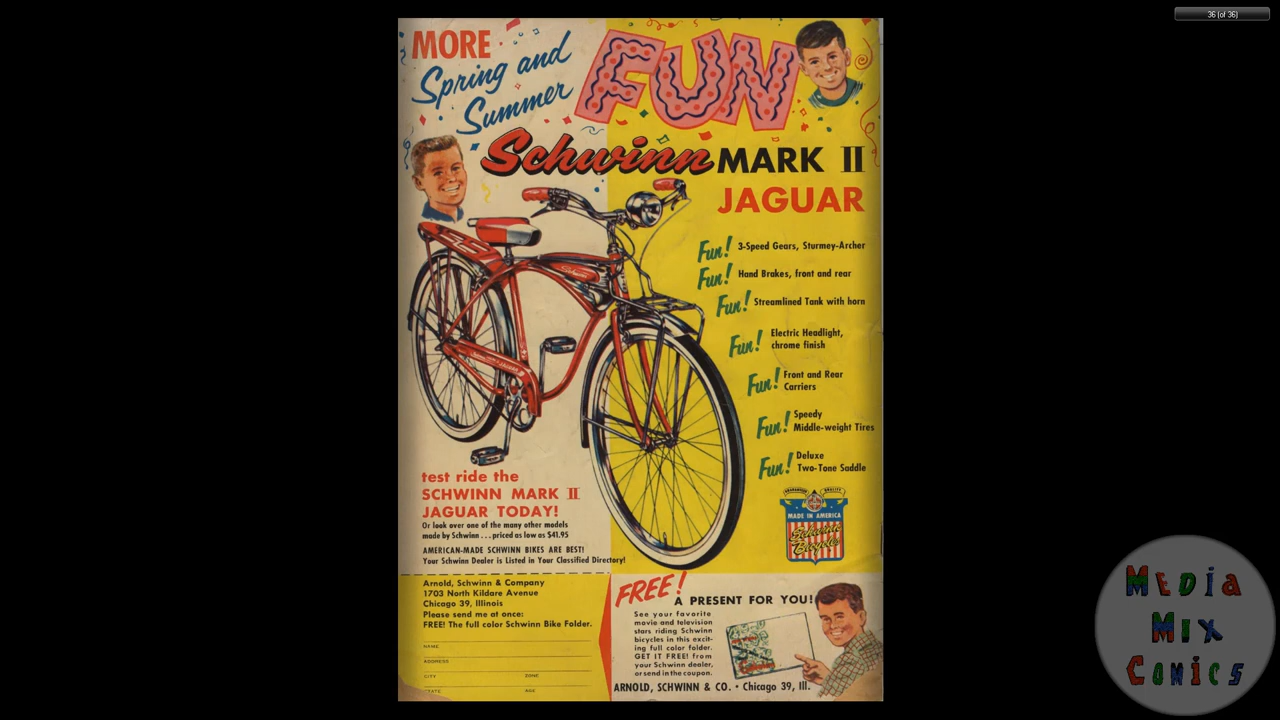 36 (of 36)
MORE
Spring and
Summer
FUN
Schwinn MARK II
JAGUAR
Fun! 3-Speed Gears, Sturmey-Archer
Fun! Hand Brakes, front and rear
Fun! Streamlined Tank with horn
Fun! Electric Headlight,
chrome finish
Fun! Front and Rear
Carriers
Fun! Speedy
Middle-weight Tires
Fun! Deluxe
Two-Tone Saddle
MADE IN AMERICA
Schwinn
Bicycles
test ride the
SCHWINN MARK II
JAGUAR TODAY!
Or look over one of the many other models
made by Schwinn . . . priced as low as $41.95
AMERICAN-MADE SCHWINN BIKES ARE BEST!
Your Schwinn Dealer is Listed in Your Classified Directory!
Arnold, Schwinn & Company
1703 North Kildare Avenue
Chicago 39, Illinois
Please send me at once:
FREE! The full color Schwinn Bike Folder.
NAME
ADDRESS
CITY ZONE
STATE AGE
FREE!
A PRESENT FOR YOU!
See your favorite
movie and television
stars riding Schwinn
bicycles in this excit-
ing full color folder.
GET IT FREE! from
your Schwinn dealer,
or send in the coupon.
ARNOLD, SCHWINN & CO. • Chicago 39, Ill.
MEDIA
MIX
COMICS